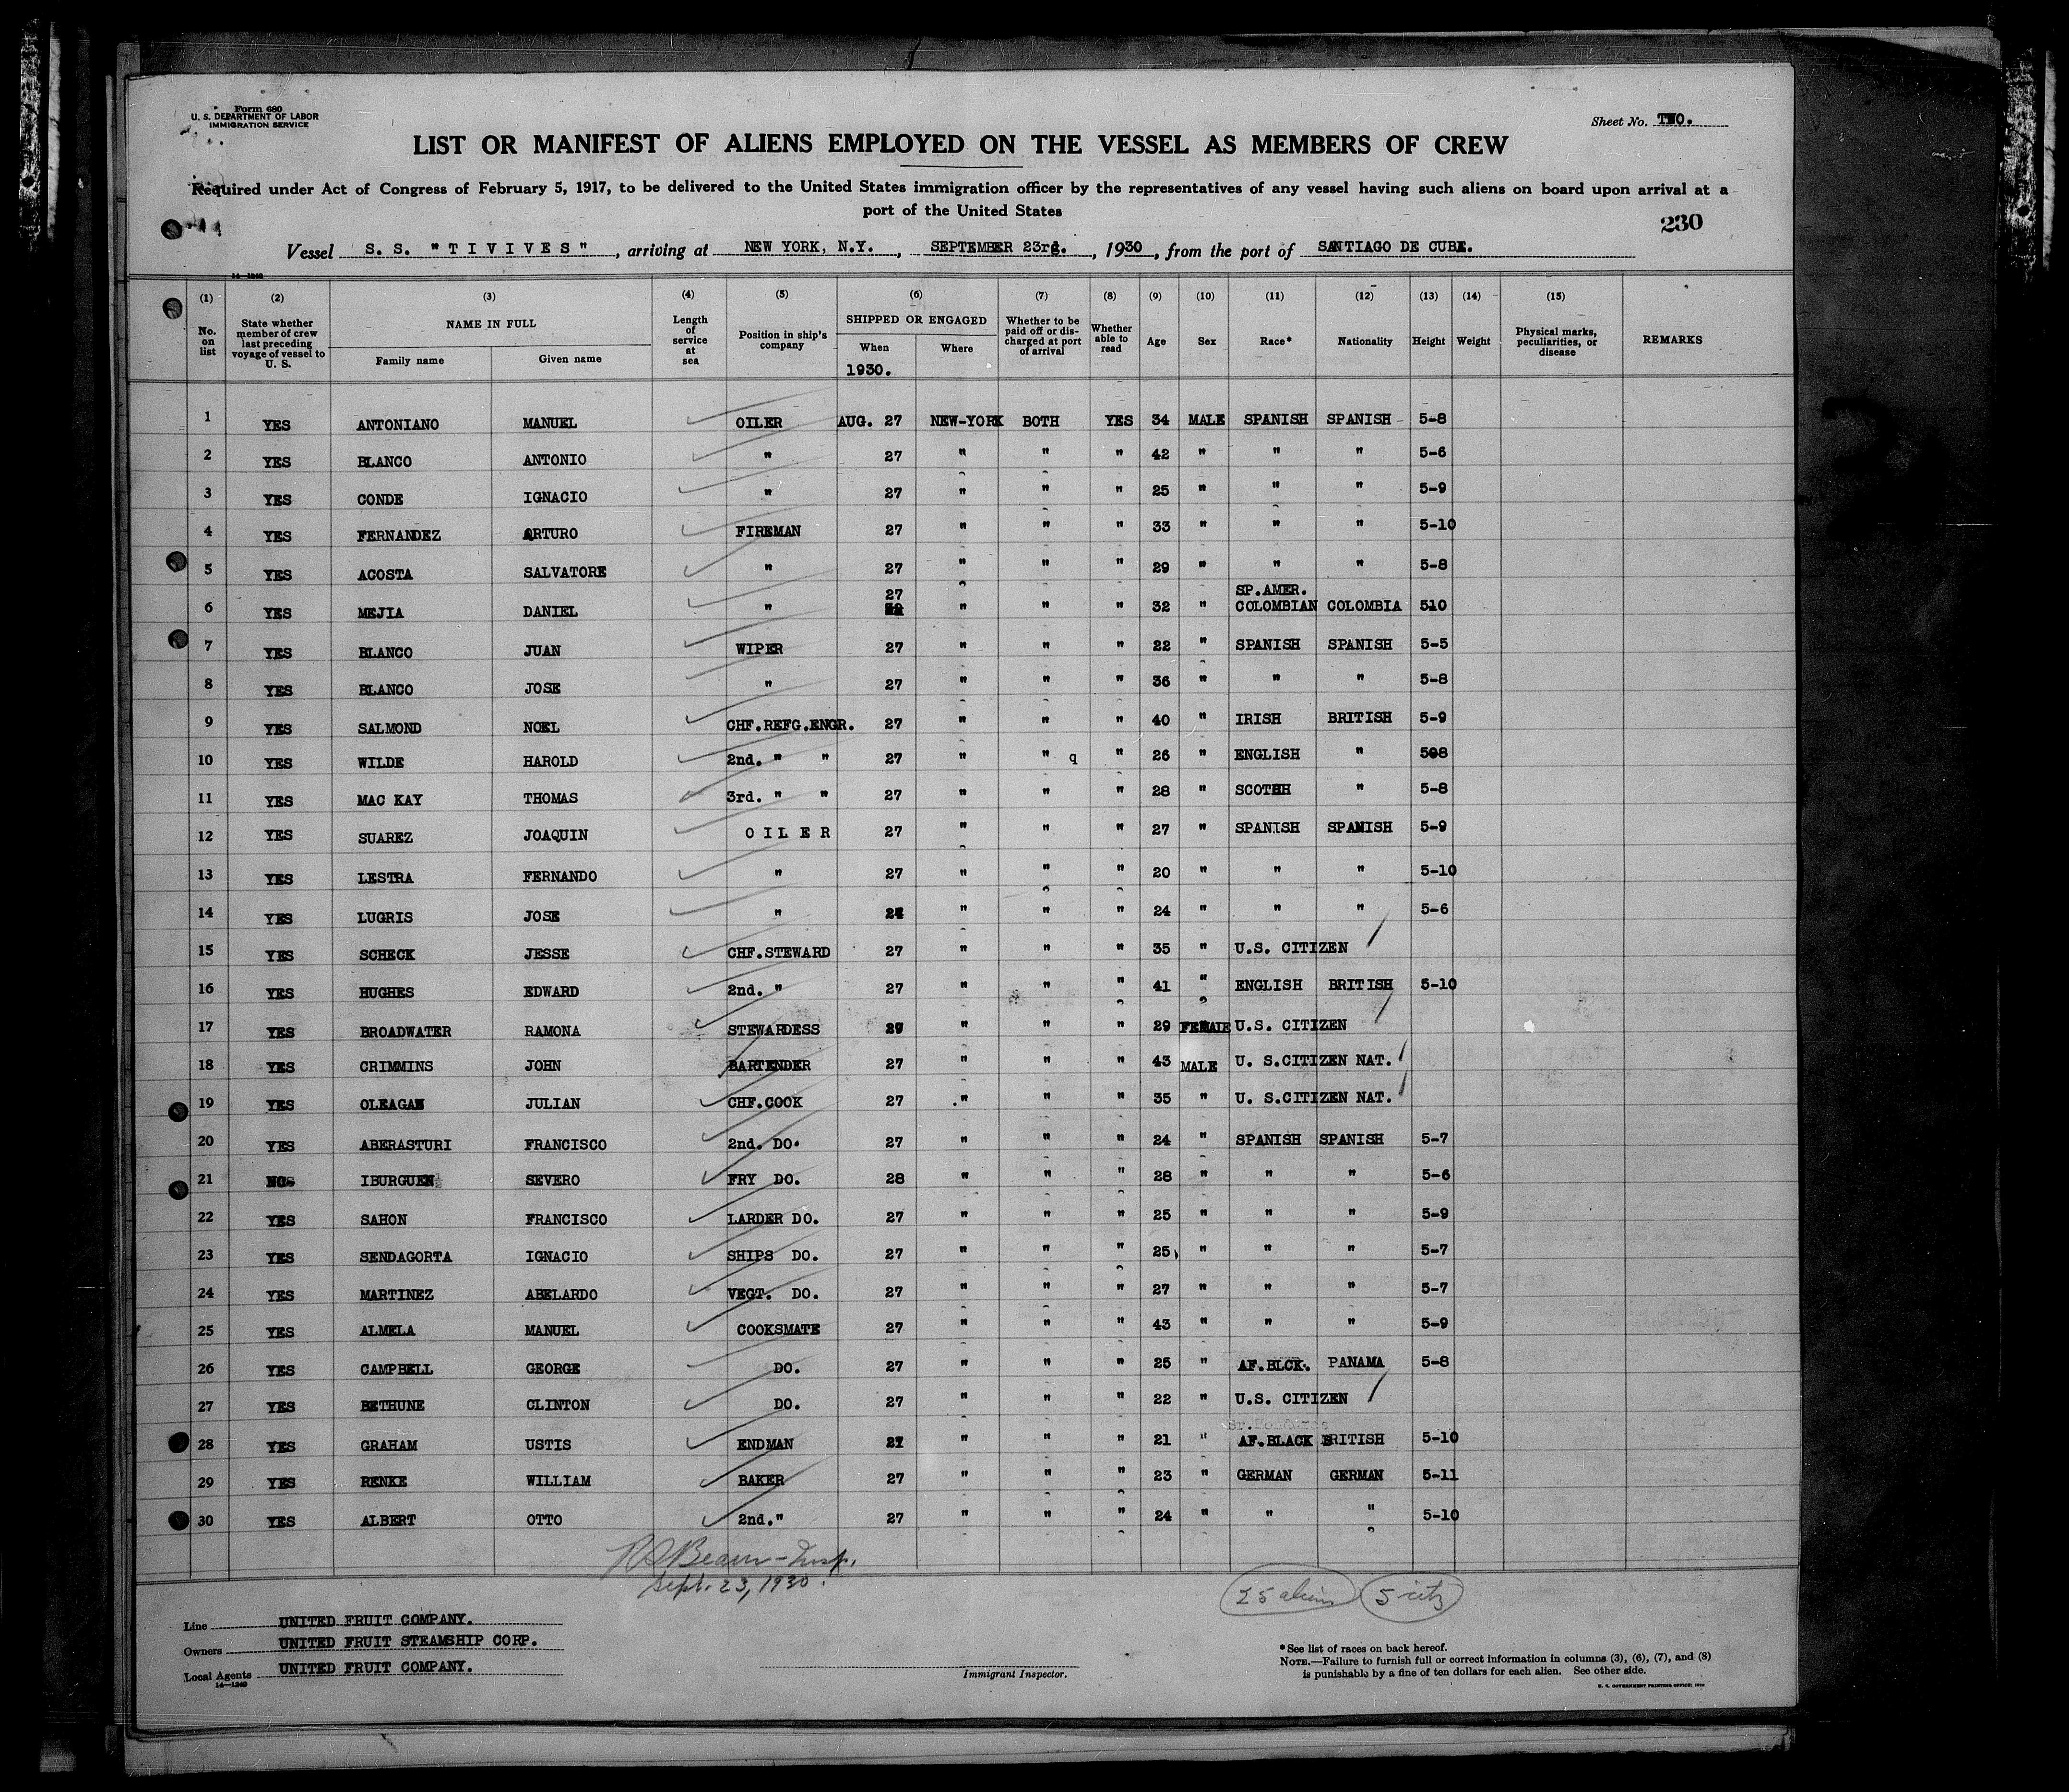 Form 680
U. S. DEPARTMENT OF LABOR
IMMIGRATION SERVICE
Sheet No. TWO.
LIST OR MANIFEST OF ALIENS EMPLOYED ON THE VESSEL AS MEMBERS OF CREW
Required under Act of Congress of February 5, 1917, to be delivered to the United States immigration officer by the representatives of any vessel having such aliens on board upon arrival at a
port of the United States
230
Vessel S. S. "TIVIVES", arriving at NEW YORK, N.Y., SEPTEMBER 23rd., 1930, from the port of SANTIAGO DE CUBA.
14-1240
(1) (2) (3) (4) (5) (6) (7) (8) (9) (10) (11) (12) (13) (14) (15)
No. on list State whether member of crew last preceding voyage of vessel to U. S. NAME IN FULL Family name Given name Length of service at sea Position in ship's company SHIPPED OR ENGAGED When Where Whether to be paid off or discharged at port of arrival Whether able to read Age Sex Race* Nationality Height Weight Physical marks, peculiarities, or disease REMARKS
1930.
1 YES ANTONIANO MANUEL OILER AUG. 27 NEW-YORK BOTH YES 34 MALE SPANISH SPANISH 5-8
2 YES BLANCO ANTONIO " 27 " " " 42 " " " 5-6
3 YES CONDE IGNACIO " 27 " " " 25 " " " 5-9
4 YES FERNANDEZ ARTURO FIREMAN 27 " " " 33 " " " 5-10
5 YES ACOSTA SALVATORE " 27 " " " 29 " " " 5-8
27 SP.AMER.
6 YES MEJIA DANIEL " " " " 32 " COLOMBIAN COLOMBIA 510
7 YES BLANCO JUAN WIPER 27 " " " 22 " SPANISH SPANISH 5-5
8 YES BLANCO JOSE " 27 " " " 36 " " " 5-8
9 YES SALMOND NOEL CHF.REFG.ENGR. 27 " " " 40 " IRISH BRITISH 5-9
10 YES WILDE HAROLD 2nd. " " 27 " " q " 26 " ENGLISH " 508
11 YES MAC KAY THOMAS 3rd. " " 27 " " " 28 " SCOTHH " 5-8
12 YES SUAREZ JOAQUIN OILER 27 " " " 27 " SPANISH SPANISH 5-9
13 YES LESTRA FERNANDO " 27 " " " 20 " " " 5-10
14 YES LUGRIS JOSE " 27 " " " 24 " " " 5-6
15 YES SCHECK JESSE CHF.STEWARD 27 " " " 35 " U.S. CITIZEN
16 YES HUGHES EDWARD 2nd. " 27 " " " 41 " ENGLISH BRITISH 5-10
17 YES BROADWATER RAMONA STEWARDESS 27 " " " 29 FEMALE U.S. CITIZEN
18 YES CRIMMINS JOHN BARTENDER 27 " " " 43 MALE U. S.CITIZEN NAT.
19 YES OLEAGAN JULIAN CHF.COOK 27 " " " 35 " U. S.CITIZEN NAT.
20 YES ABERASTURI FRANCISCO 2nd. DO. 27 " " " 24 " SPANISH SPANISH 5-7
21 NO IBURGUEN SEVERO FRY DO. 28 " " " 28 " " " 5-6
22 YES SAHON FRANCISCO LARDER DO. 27 " " " 25 " " " 5-9
23 YES SENDAGORTA IGNACIO SHIPS DO. 27 " " " 25 " " " 5-7
24 YES MARTINEZ ABELARDO VEGT. DO. 27 " " " 27 " " " 5-7
25 YES ALMELA MANUEL COOKSMATE 27 " " " 43 " " " 5-9
26 YES CAMPBELL GEORGE DO. 27 " " " 25 " AF.BLCK. PANAMA 5-8
27 YES BETHUNE CLINTON DO. 27 " " " 22 " U.S. CITIZEN
28 YES GRAHAM USTIS ENDMAN 27 " " " 21 " AF.BLACK BRITISH 5-10
29 YES RENKE WILLIAM BAKER 27 " " " 23 " GERMAN GERMAN 5-11
30 YES ALBERT OTTO 2nd." 27 " " " 24 " " " 5-10
Beam - Insp.
Sept. 23, 1930.
25 aliens 5 citz
Line UNITED FRUIT COMPANY.
Owners UNITED FRUIT STEAMSHIP CORP.
Local Agents UNITED FRUIT COMPANY.
14-1240
Immigrant Inspector.
*See list of races on back hereof.
NOTE.—Failure to furnish full or correct information in columns (3), (6), (7), and (8)
is punishable by a fine of ten dollars for each alien. See other side.